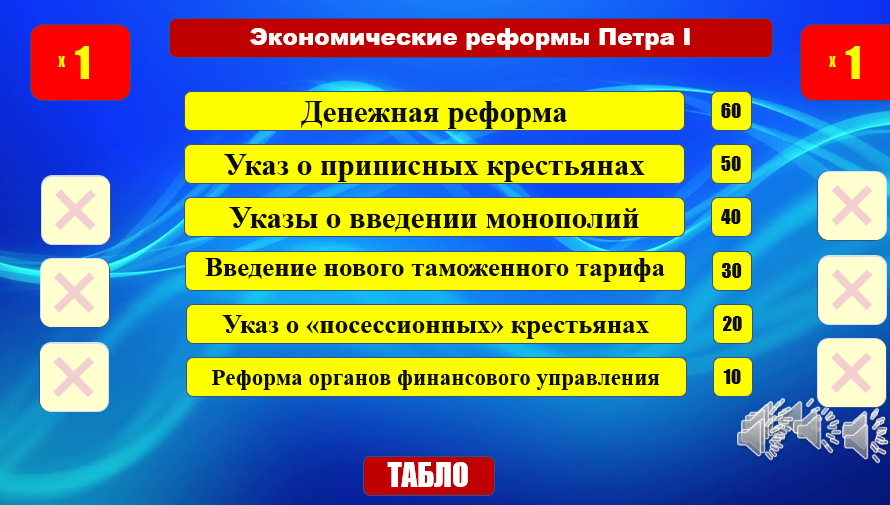 Экономические реформы Петра I
х 1
х 1
Денежная реформа 60
Указ о приписных крестьянах 50
Указы о введении монополий 40
Введение нового таможенного тарифа 30
Указ о «посессионных» крестьянах 20
Реформа органов финансового управления 10
ТАБЛО